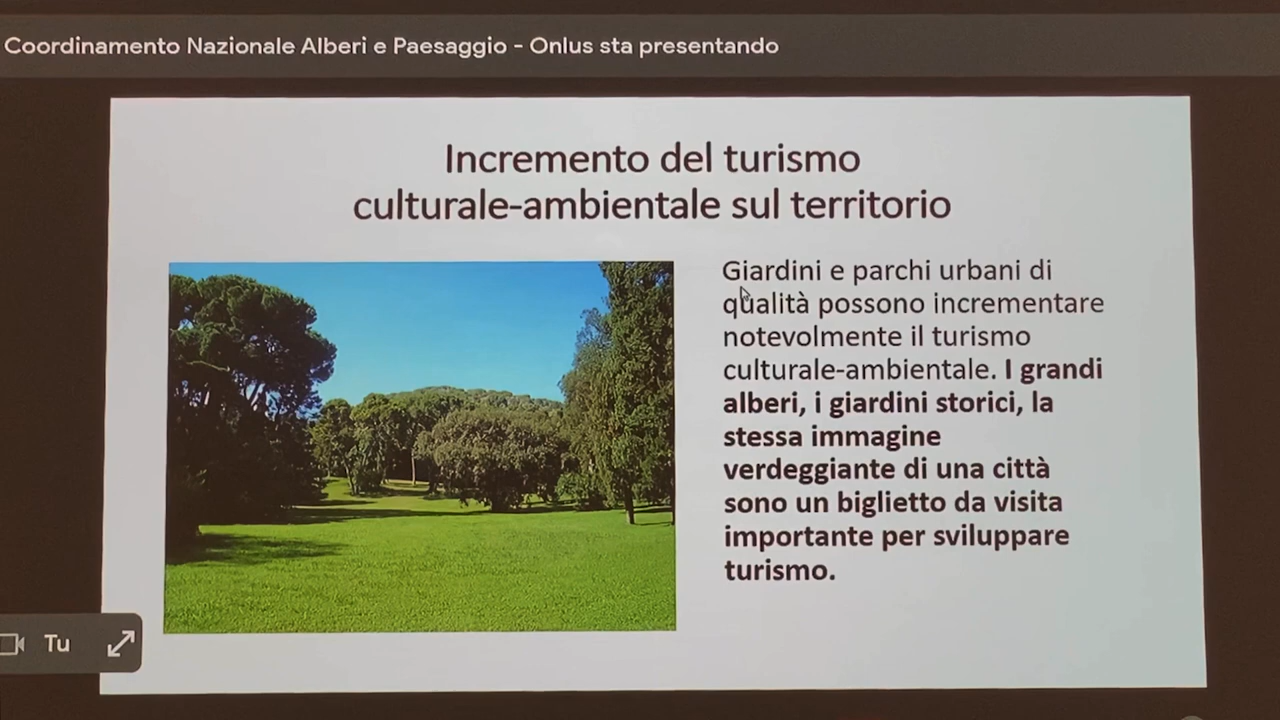 Coordinamento Nazionale Alberi e Paesaggio - Onlus sta presentando
Incremento del turismo
culturale-ambientale sul territorio
Giardini e parchi urbani di
qualità possono incrementare
notevolmente il turismo
culturale-ambientale. I grandi
alberi, i giardini storici, la
stessa immagine
verdeggiante di una città
sono un biglietto da visita
importante per sviluppare
turismo.
Tu